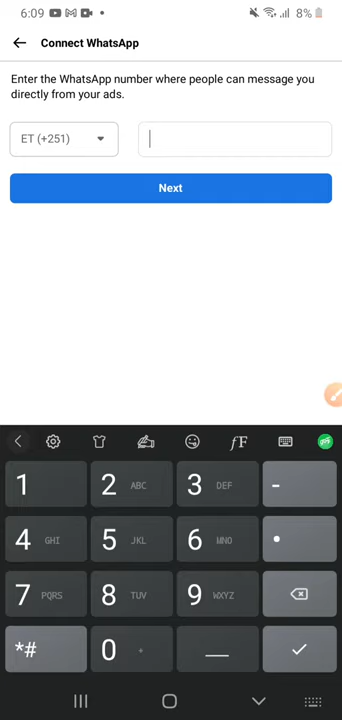 6:09 8%
Connect WhatsApp
Enter the WhatsApp number where people can message you
directly from your ads.
ET (+251)
Next
fF
1 2 ABC 3 DEF -
4 GHI 5 JKL 6 MNO .
7 PQRS 8 TUV 9 WXYZ
*# 0 +